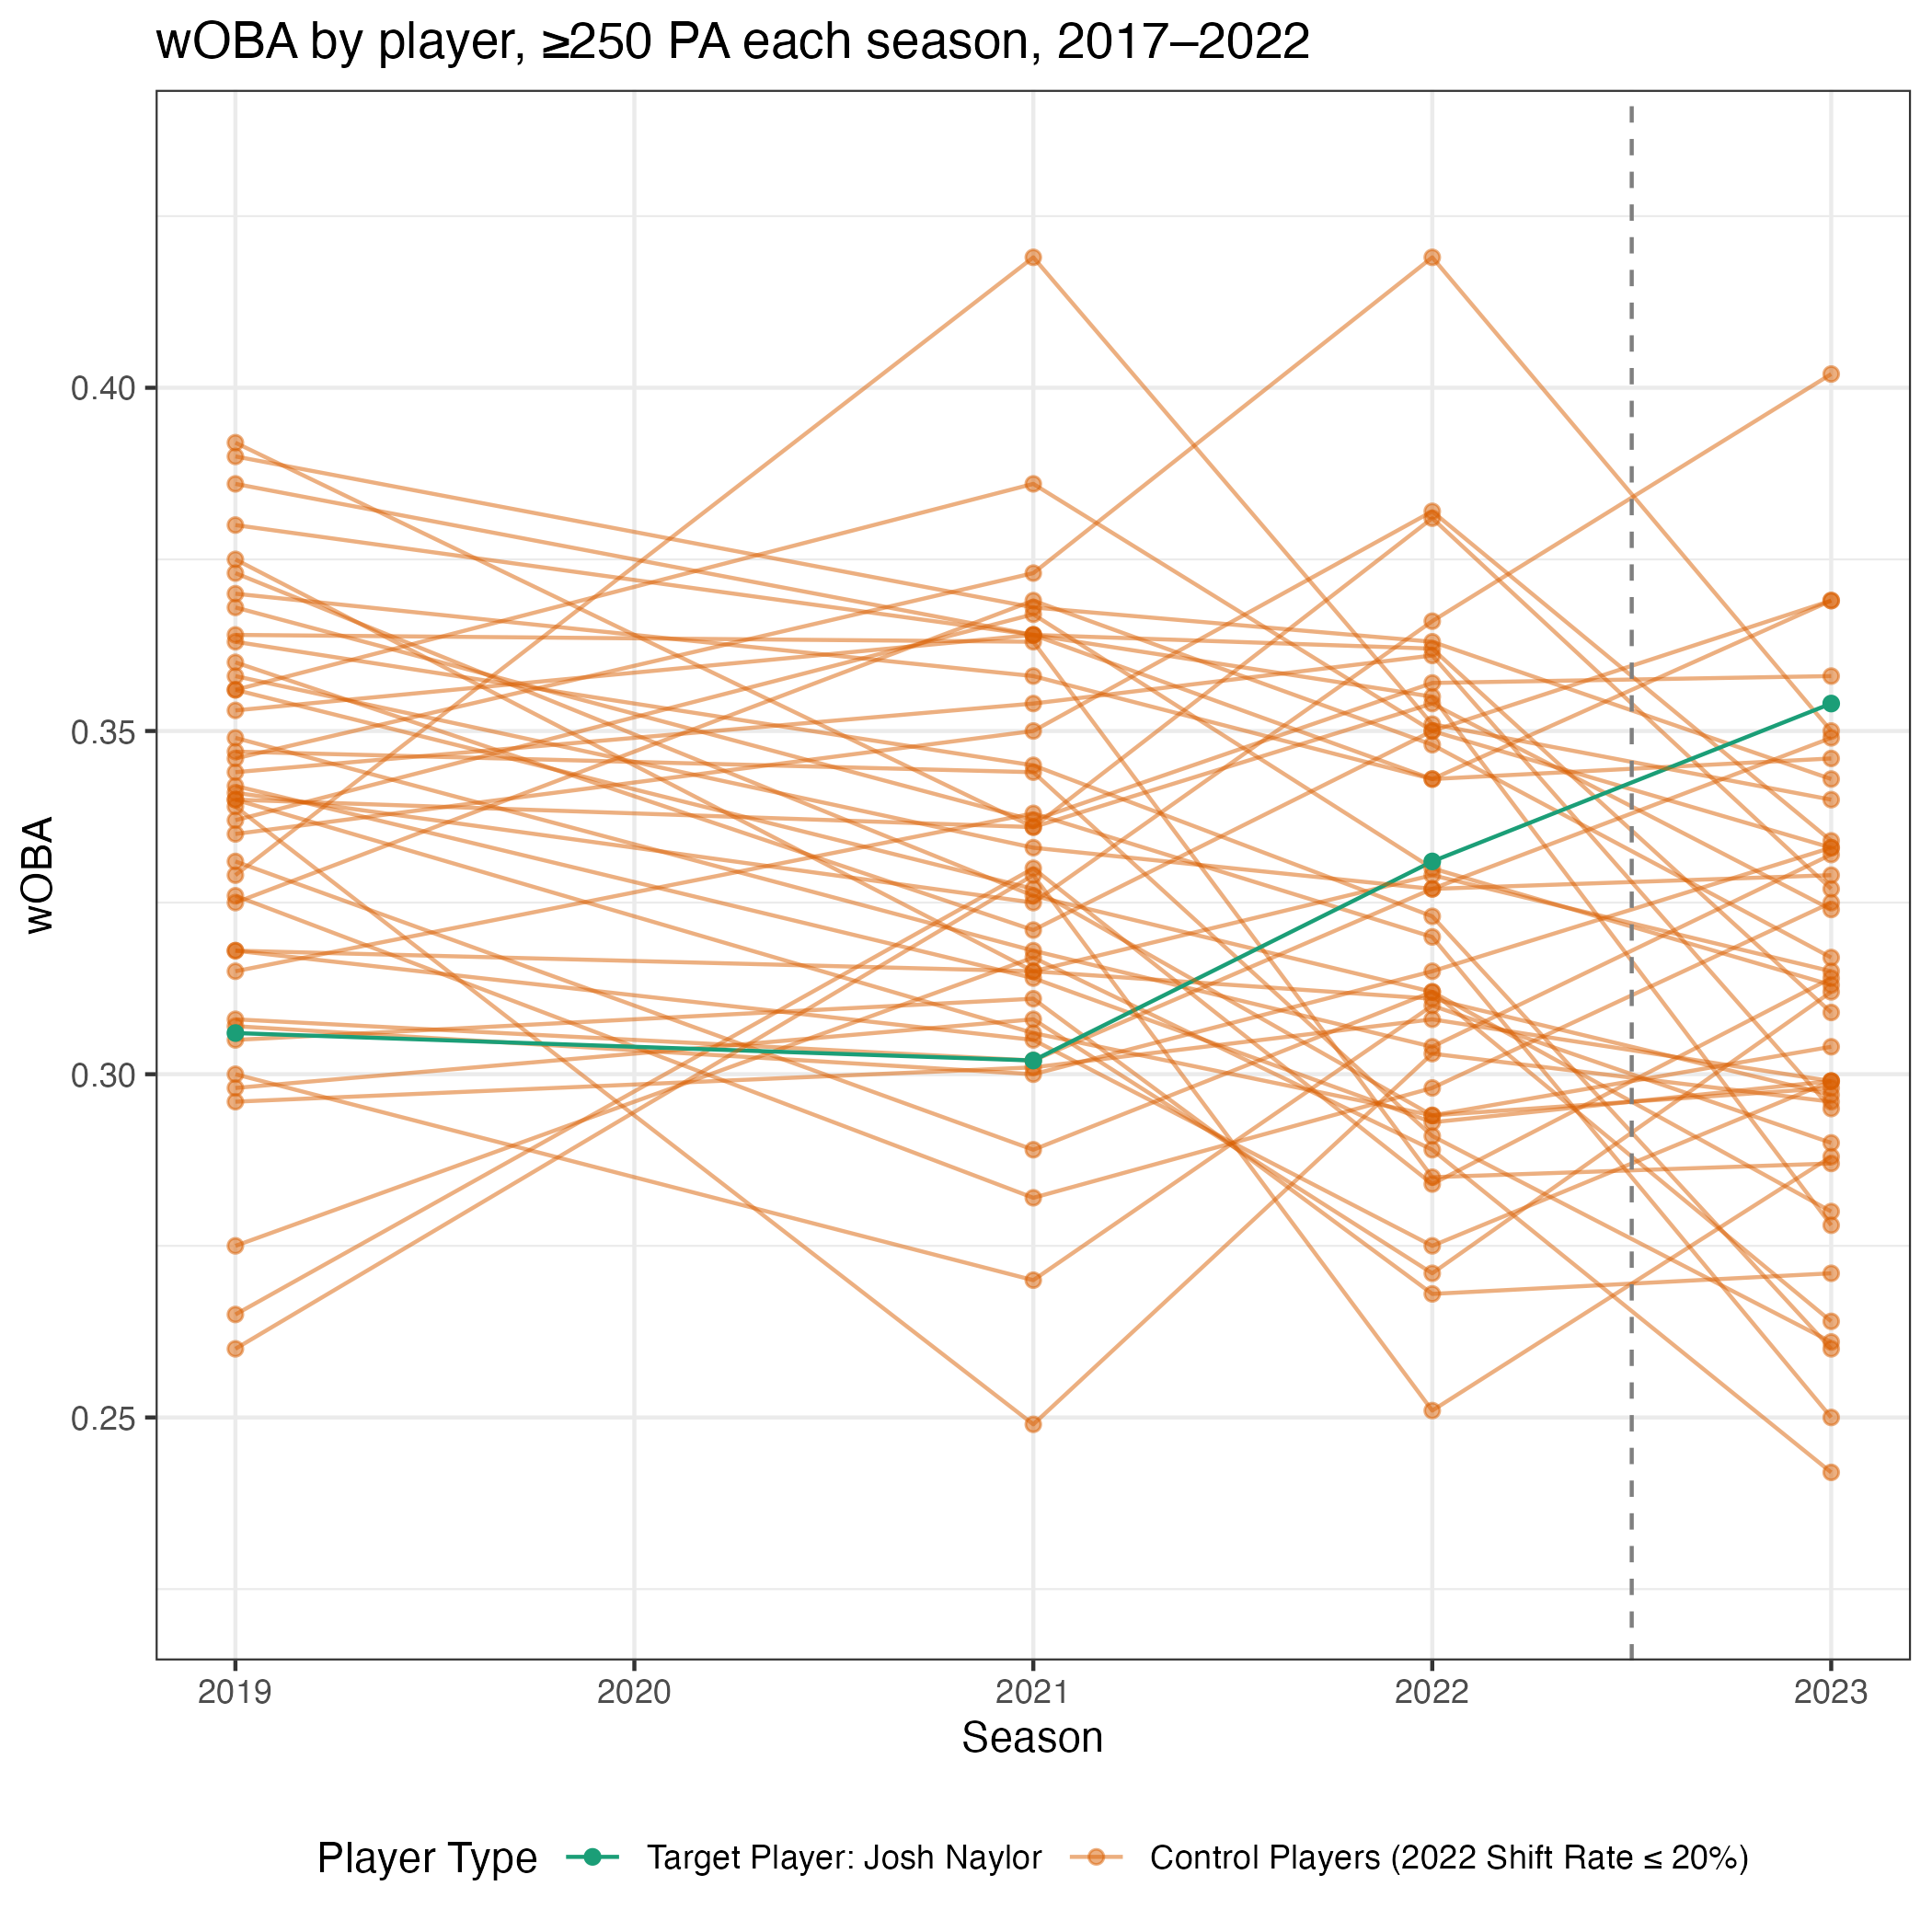 wOBA by player, ≥250 PA each season, 2017–2022
wOBA
0.40
0.35
0.30
0.25
2019 2020 2021 2022 2023
Season
Player Type Target Player: Josh Naylor Control Players (2022 Shift Rate ≤ 20%)